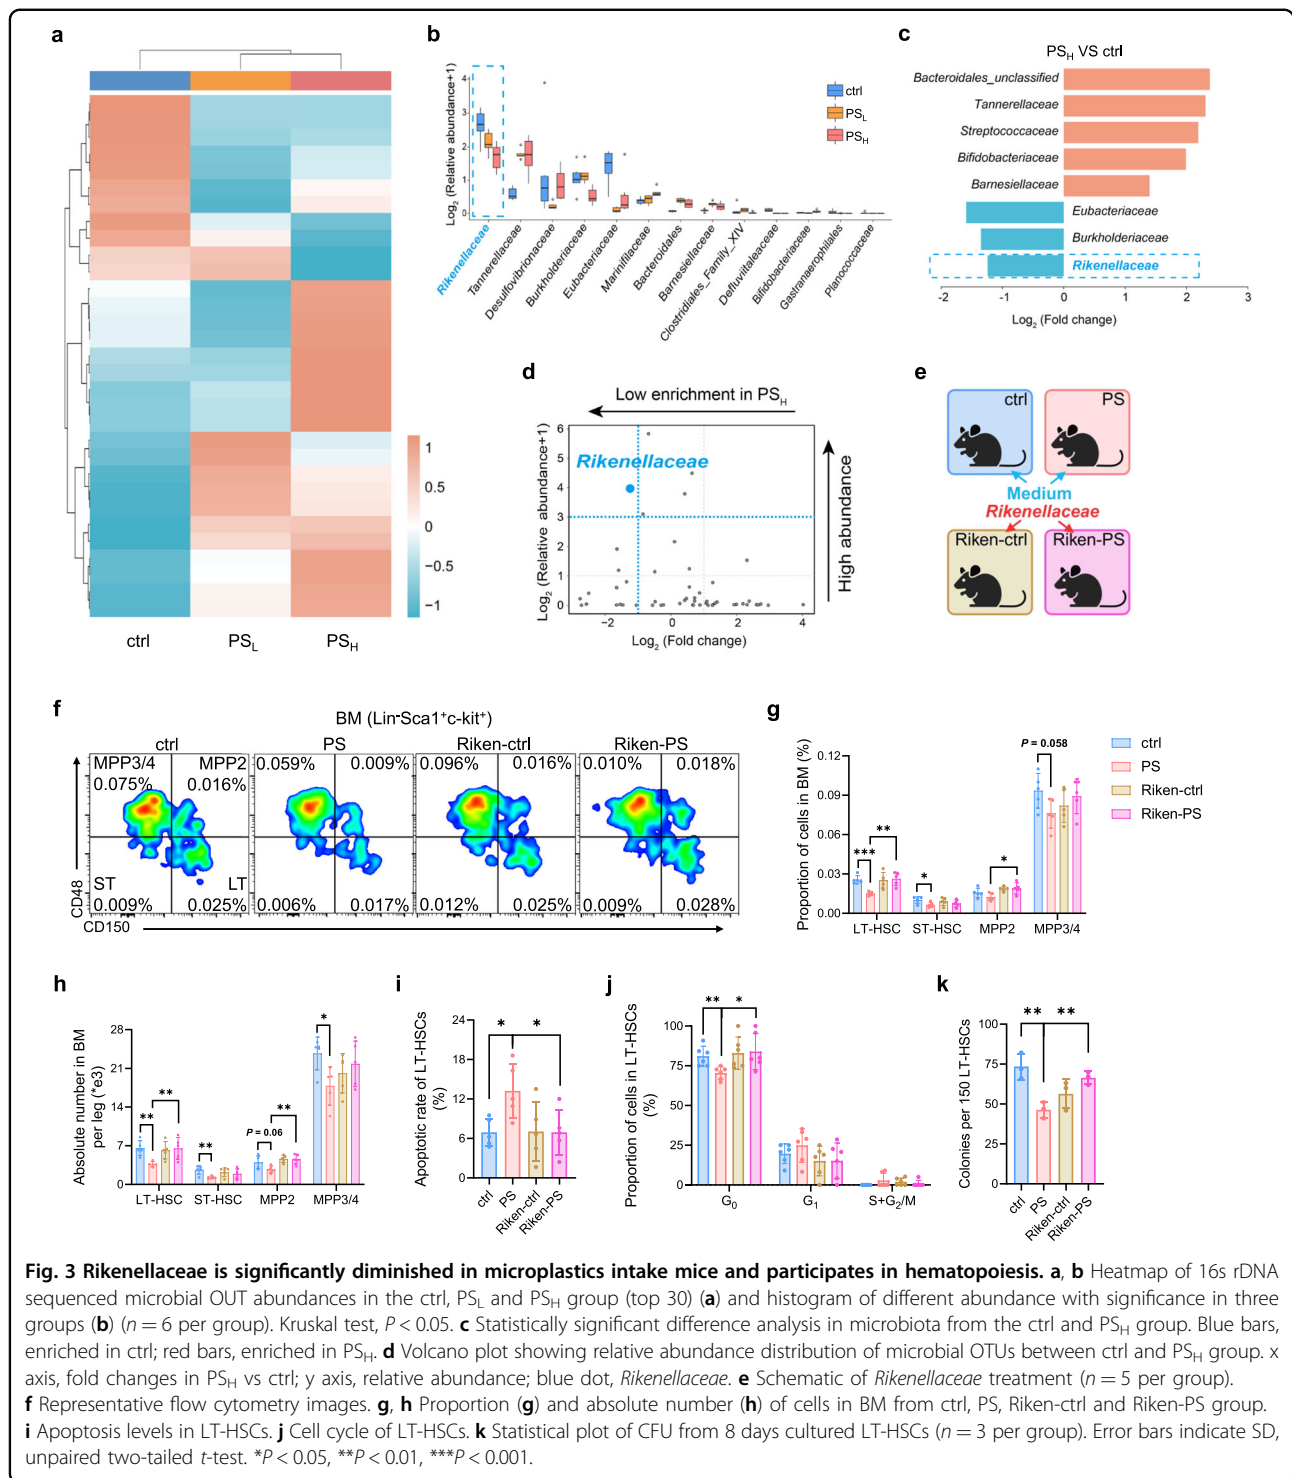 a
ctrl
PSL
PSH
1
0.5
0
−0.5
−1
b
Log2 (Relative abundance+1)
4
3
2
1
0
ctrl
PSL
PSH
Rikenellaceae
Tannerellaceae
Desulfovibrionaceae
Burkholderiaceae
Eubacteriaceae
Marinifilaceae
Bacteroidales
Barnesiellaceae
Clostridiales_Family_XIV
Defluviitaleaceae
Bifidobacteriaceae
Gastranaerophilales
Planococcaceae
c
PSH VS ctrl
Bacteroidales_unclassified
Tannerellaceae
Streptococcaceae
Bifidobacteriaceae
Barnesiellaceae
Eubacteriaceae
Burkholderiaceae
Rikenellaceae
-2 -1 0 1 2 3
Log2 (Fold change)
d
Low enrichment in PSH
Log2 (Relative abundance+1)
6
5
4
3
2
1
0
Rikenellaceae
−2 0 2 4
Log2 (Fold change)
High abundance
e
ctrl
PS
Medium
Rikenellaceae
Riken-ctrl
Riken-PS
f
BM (Lin-Sca1+c-kit+)
ctrl PS Riken-ctrl Riken-PS
MPP3/4 MPP2
0.075% 0.016%
ST LT
0.009% 0.025%
0.059% 0.009%
0.006% 0.017%
0.096% 0.016%
0.012% 0.025%
0.010% 0.018%
0.009% 0.028%
CD48
CD150
g
Proportion of cells in BM (%)
0.12
0.09
0.06
0.03
0.00
*** ** * * P = 0.058
LT-HSC ST-HSC MPP2 MPP3/4
ctrl
PS
Riken-ctrl
Riken-PS
h
Absolute number in BM
per leg (*e3)
28
21
14
7
0
** ** ** P = 0.06 ** *
LT-HSC ST-HSC MPP2 MPP3/4
i
Apoptotic rate of LT-HSCs
(%)
24
18
12
6
0
* *
ctrl PS Riken-ctrl Riken-PS
j
Proportion of cells in LT-HSCs
(%)
100
75
50
25
0
** *
G0 G1 S+G2/M
k
Colonies per 150 LT-HSCs
100
75
50
25
0
** **
ctrl PS Riken-ctrl Riken-PS
Fig. 3 Rikenellaceae is significantly diminished in microplastics intake mice and participates in hematopoiesis. a, b Heatmap of 16s rDNA
sequenced microbial OUT abundances in the ctrl, PSL and PSH group (top 30) (a) and histogram of different abundance with significance in three
groups (b) (n = 6 per group). Kruskal test, P < 0.05. c Statistically significant difference analysis in microbiota from the ctrl and PSH group. Blue bars,
enriched in ctrl; red bars, enriched in PSH. d Volcano plot showing relative abundance distribution of microbial OTUs between ctrl and PSH group. x
axis, fold changes in PSH vs ctrl; y axis, relative abundance; blue dot, Rikenellaceae. e Schematic of Rikenellaceae treatment (n = 5 per group).
f Representative flow cytometry images. g, h Proportion (g) and absolute number (h) of cells in BM from ctrl, PS, Riken-ctrl and Riken-PS group.
i Apoptosis levels in LT-HSCs. j Cell cycle of LT-HSCs. k Statistical plot of CFU from 8 days cultured LT-HSCs (n = 3 per group). Error bars indicate SD,
unpaired two-tailed t-test. *P < 0.05, **P < 0.01, ***P < 0.001.